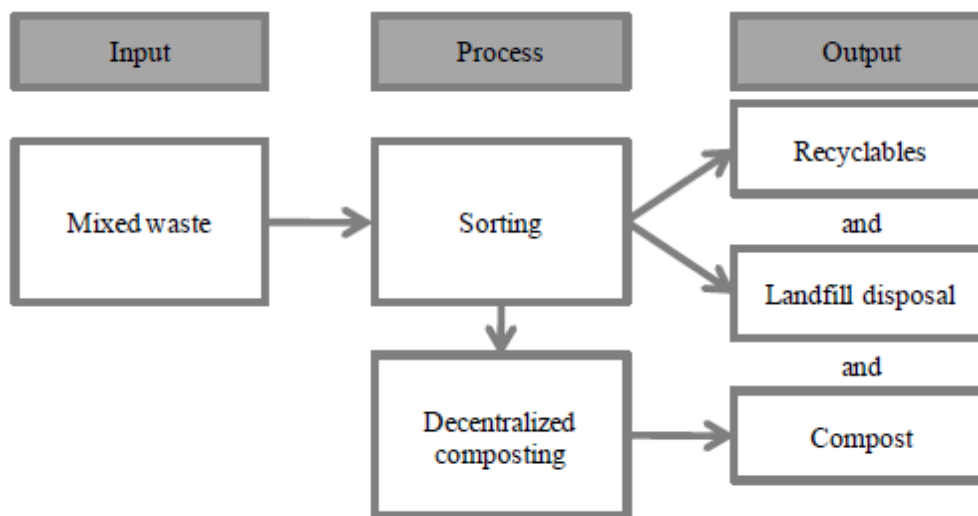 Input
Process
Output
Mixed waste
Sorting
Recyclables
and
Landfill disposal
and
Decentralized
composting
Compost